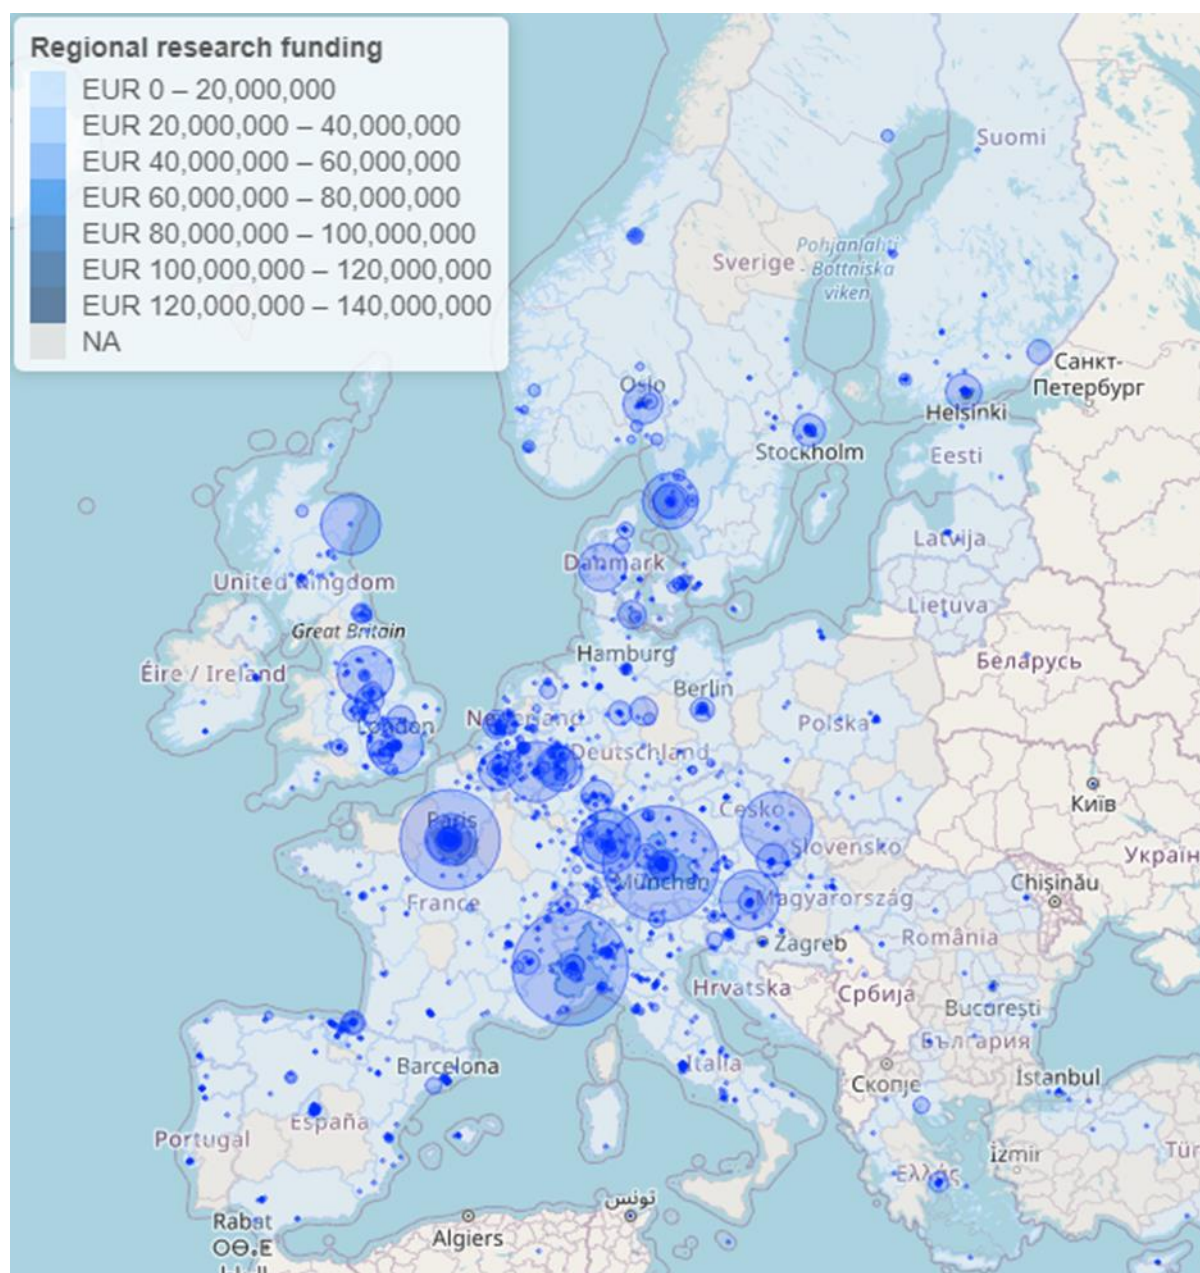 Regional research funding
EUR 0 – 20,000,000
EUR 20,000,000 – 40,000,000
EUR 40,000,000 – 60,000,000
EUR 60,000,000 – 80,000,000
EUR 80,000,000 – 100,000,000
EUR 100,000,000 – 120,000,000
EUR 120,000,000 – 140,000,000
NA
Suomi
Sverige
Pohjanlahti
- Bottniska
viken
Санкт-
Петербург
Oslo
Helsinki
Stockholm
Eesti
Latvija
Danmark
United Kingdom
Lietuva
Great Britain
Hamburg
Беларусь
Éire / Ireland
Berlin
London
Nederland
Polska
Deutschland
Київ
Paris
Česko
Slovensko
Україн
München
Chișinău
France
Magyarország
Zagreb
România
Hrvatska
Србија
București
България
Barcelona
Italia
Скопје
İstanbul
España
Portugal
İzmir
Tür
Ελλάς
تونس
Rabat
ⵔⴱⴰⵟ
Algiers